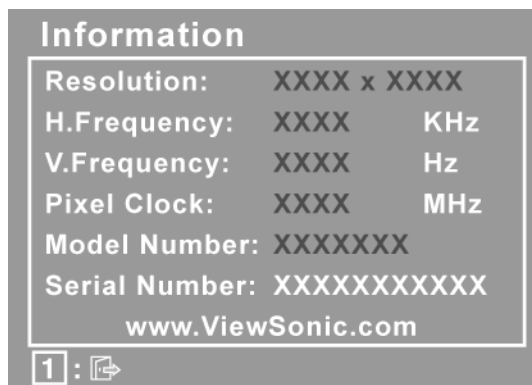 Information
Resolution: XXXX x XXXX
H.Frequency: XXXX KHz
V.Frequency: XXXX Hz
Pixel Clock: XXXX MHz
Model Number: XXXXXXX
Serial Number: XXXXXXXXXXX
www.ViewSonic.com
1 :